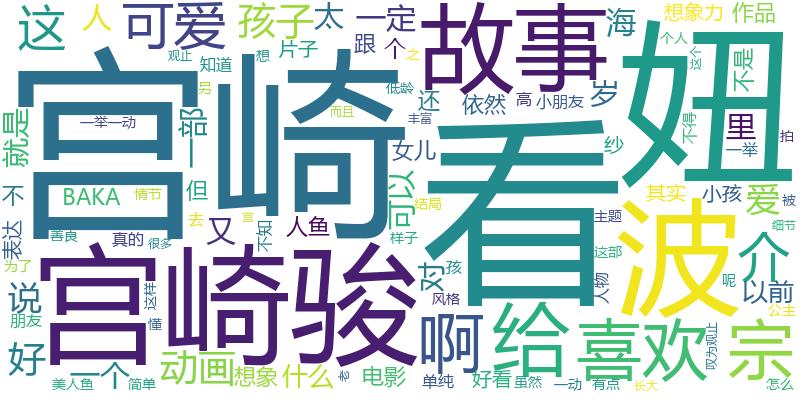 这
人
可爱
孩子
太
一定
故事
海
想象力
作品
跟
个
片子
想
知道
观止
另
之
个人
这个
不是
妞
宫崎
看
低龄
还
依然
高
小朋友
岁
就是
一举一动
一部
而且
丰富
纱
里
不得
一举
拍
BAKA
情节
但
女儿
可以
波
其实
小孩
爱
被
不
表达
善良
去
高
又
人鱼
结局
主题
真的
很多
不知
样子
对
孩
这部
介
细节
为了
这样
宫崎骏
风格
人物
呢
以前
公主
说
朋友
懂
啊
给
喜欢
宗
叹为观止
好
一个
动画
想象
什么
老
电影
单纯
好看
虽然
一动
有点
长大
怎么
美人鱼
简单